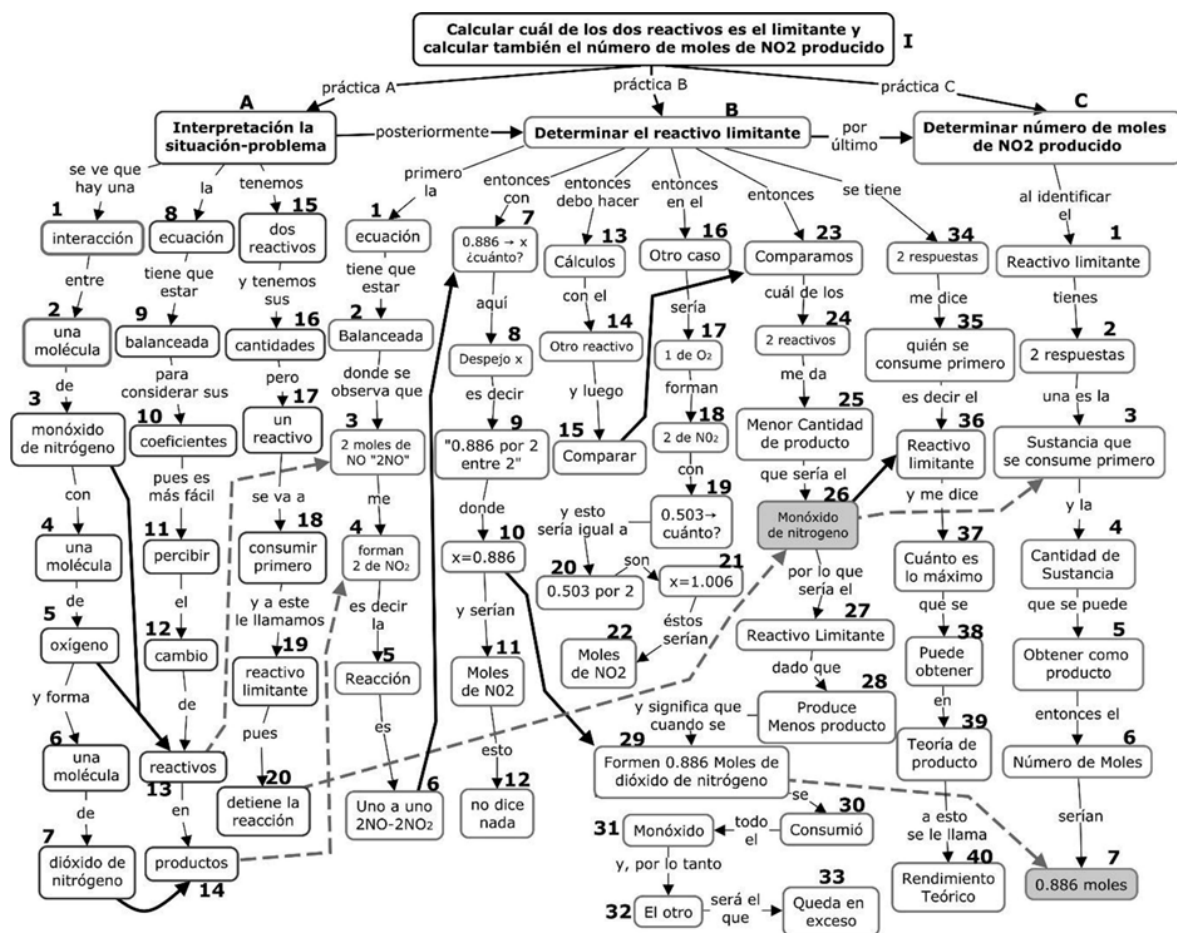 Calcular cuál de los dos reactivos es el limitante y
calcular también el número de moles de NO2 producido
I
práctica A
práctica B
práctica C
A
Interpretación la
situación-problema
posteriormente
B
Determinar el reactivo limitante
por
último
C
Determinar número de moles
de NO2 producido
se ve que
hay una
1
interacción
entre
2
una
molécula
de
3
monóxido
de nitrógeno
con
4
una
molécula
de
5
oxígeno
y forma
6
una
molécula
de
7
dióxido de
nitrógeno
la
8
ecuación
tiene que
estar
9
balanceada
para
considerar sus
10
coeficientes
pues es
más fácil
11
percibir
el
12
cambio
de
reactivos
13
en
productos
14
tenemos
15
dos
reactivos
y tenemos
sus
16
cantidades
pero
17
un
reactivo
se va a
18
consumir
primero
y a este
le llamamos
19
reactivo
limitante
pues
20
detiene la
reacción
primero
la
1
ecuación
tiene que
estar
2
Balanceada
donde se
observa que
3
2 moles de
NO "2NO"
me
4
forman
2 de NO₂
es decir
la
5
Reacción
es
6
Uno a uno
2NO-2NO₂
entonces
con
7
0.886 → x
¿cuánto?
aquí
8
Despejo x
es decir
9
"0.886 por 2
entre 2"
donde
10
x=0.886
y serían
11
Moles
de N02
esto
12
no dice
nada
entonces
debo hacer
13
Cálculos
con el
14
Otro reactivo
y luego
15
Comparar
entonces
en el
16
Otro caso
sería
17
1 de O₂
forman
18
2 de N0₂
con
19
0.503→
cuánto?
y esto
sería igual a
20
0.503 por 2
son
21
x=1.006
éstos
serían
22
Moles
de NO2
entonces
23
Comparamos
cuál de los
24
2 reactivos
me da
25
Menor Cantidad
de producto
que sería el
26
Monóxido
de nitrogeno
por lo que
sería el
27
Reactivo Limitante
dado que
28
Produce
Menos producto
y significa que
cuando se
29
Formen 0.886 Moles de
dióxido de nitrógeno
se
30
Consumió
todo
el
31
Monóxido
y, por lo tanto
32
El otro
será el
que
33
Queda en
exceso
se tiene
34
2 respuestas
me dice
35
quién se
consume primero
es decir el
36
Reactivo
limitante
y me dice
37
Cuánto es
lo máximo
que se
38
Puede
obtener
en
39
Teoría de
producto
a esto
se le llama
40
Rendimiento
Teórico
al identificar
el
1
Reactivo limitante
tienes
2
2 respuestas
una es la
3
Sustancia que
se consume primero
y la
4
Cantidad de
Sustancia
que se puede
5
Obtener como
producto
entonces el
6
Número de Moles
serían
7
0.886 moles